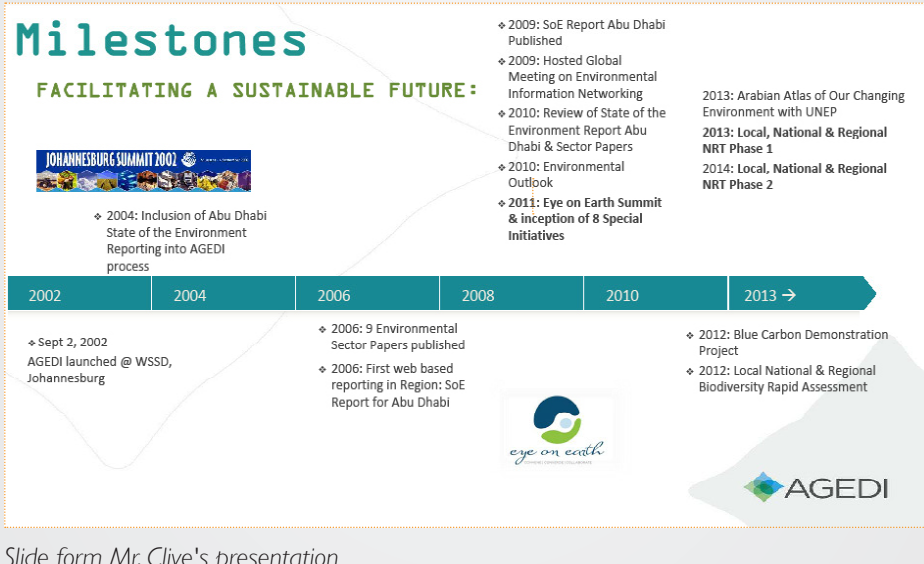 Milestones
FACILITATING A SUSTAINABLE FUTURE:
JOHANNESBURG SUMMIT 2002
❖ 2004: Inclusion of Abu Dhabi
State of the Environment
Reporting into AGEDI
process
❖ 2009: SoE Report Abu Dhabi
Published
❖ 2009: Hosted Global
Meeting on Environmental
Information Networking
❖ 2010: Review of State of the
Environment Report Abu
Dhabi & Sector Papers
❖ 2010: Environmental
Outlook
❖ 2011: Eye on Earth Summit
& inception of 8 Special
Initiatives
2013: Arabian Atlas of Our Changing
Environment with UNEP
2013: Local, National & Regional
NRT Phase 1
2014: Local, National & Regional
NRT Phase 2
2002 2004 2006 2008 2010 2013 →
❖ Sept 2, 2002
AGEDI launched @ WSSD,
Johannesburg
❖ 2006: 9 Environmental
Sector Papers published
❖ 2006: First web based
reporting in Region: SoE
Report for Abu Dhabi
eye on earth
❖ 2012: Blue Carbon Demonstration
Project
❖ 2012: Local National & Regional
Biodiversity Rapid Assessment
AGEDI
Slide form Mr. Clive's presentation